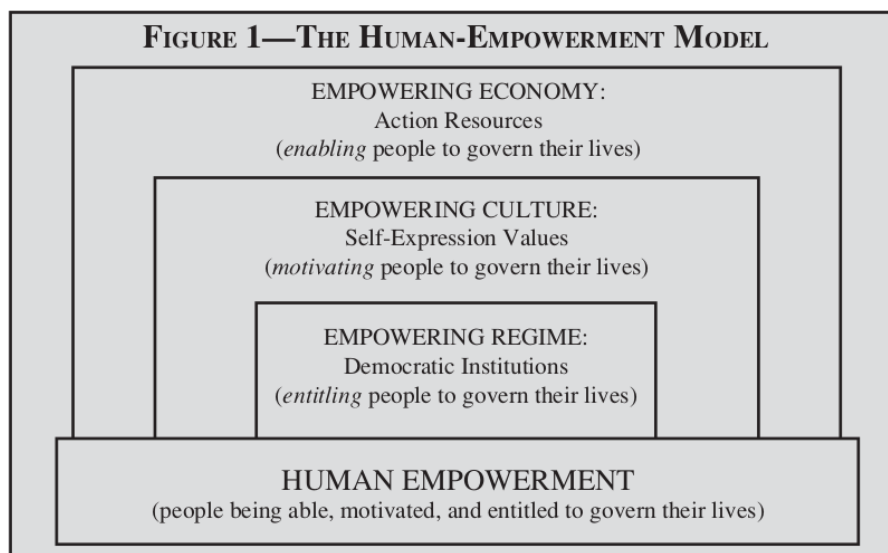 FIGURE 1—THE HUMAN-EMPOWERMENT MODEL
EMPOWERING ECONOMY:
Action Resources
(enabling people to govern their lives)
EMPOWERING CULTURE:
Self-Expression Values
(motivating people to govern their lives)
EMPOWERING REGIME:
Democratic Institutions
(entitling people to govern their lives)
HUMAN EMPOWERMENT
(people being able, motivated, and entitled to govern their lives)